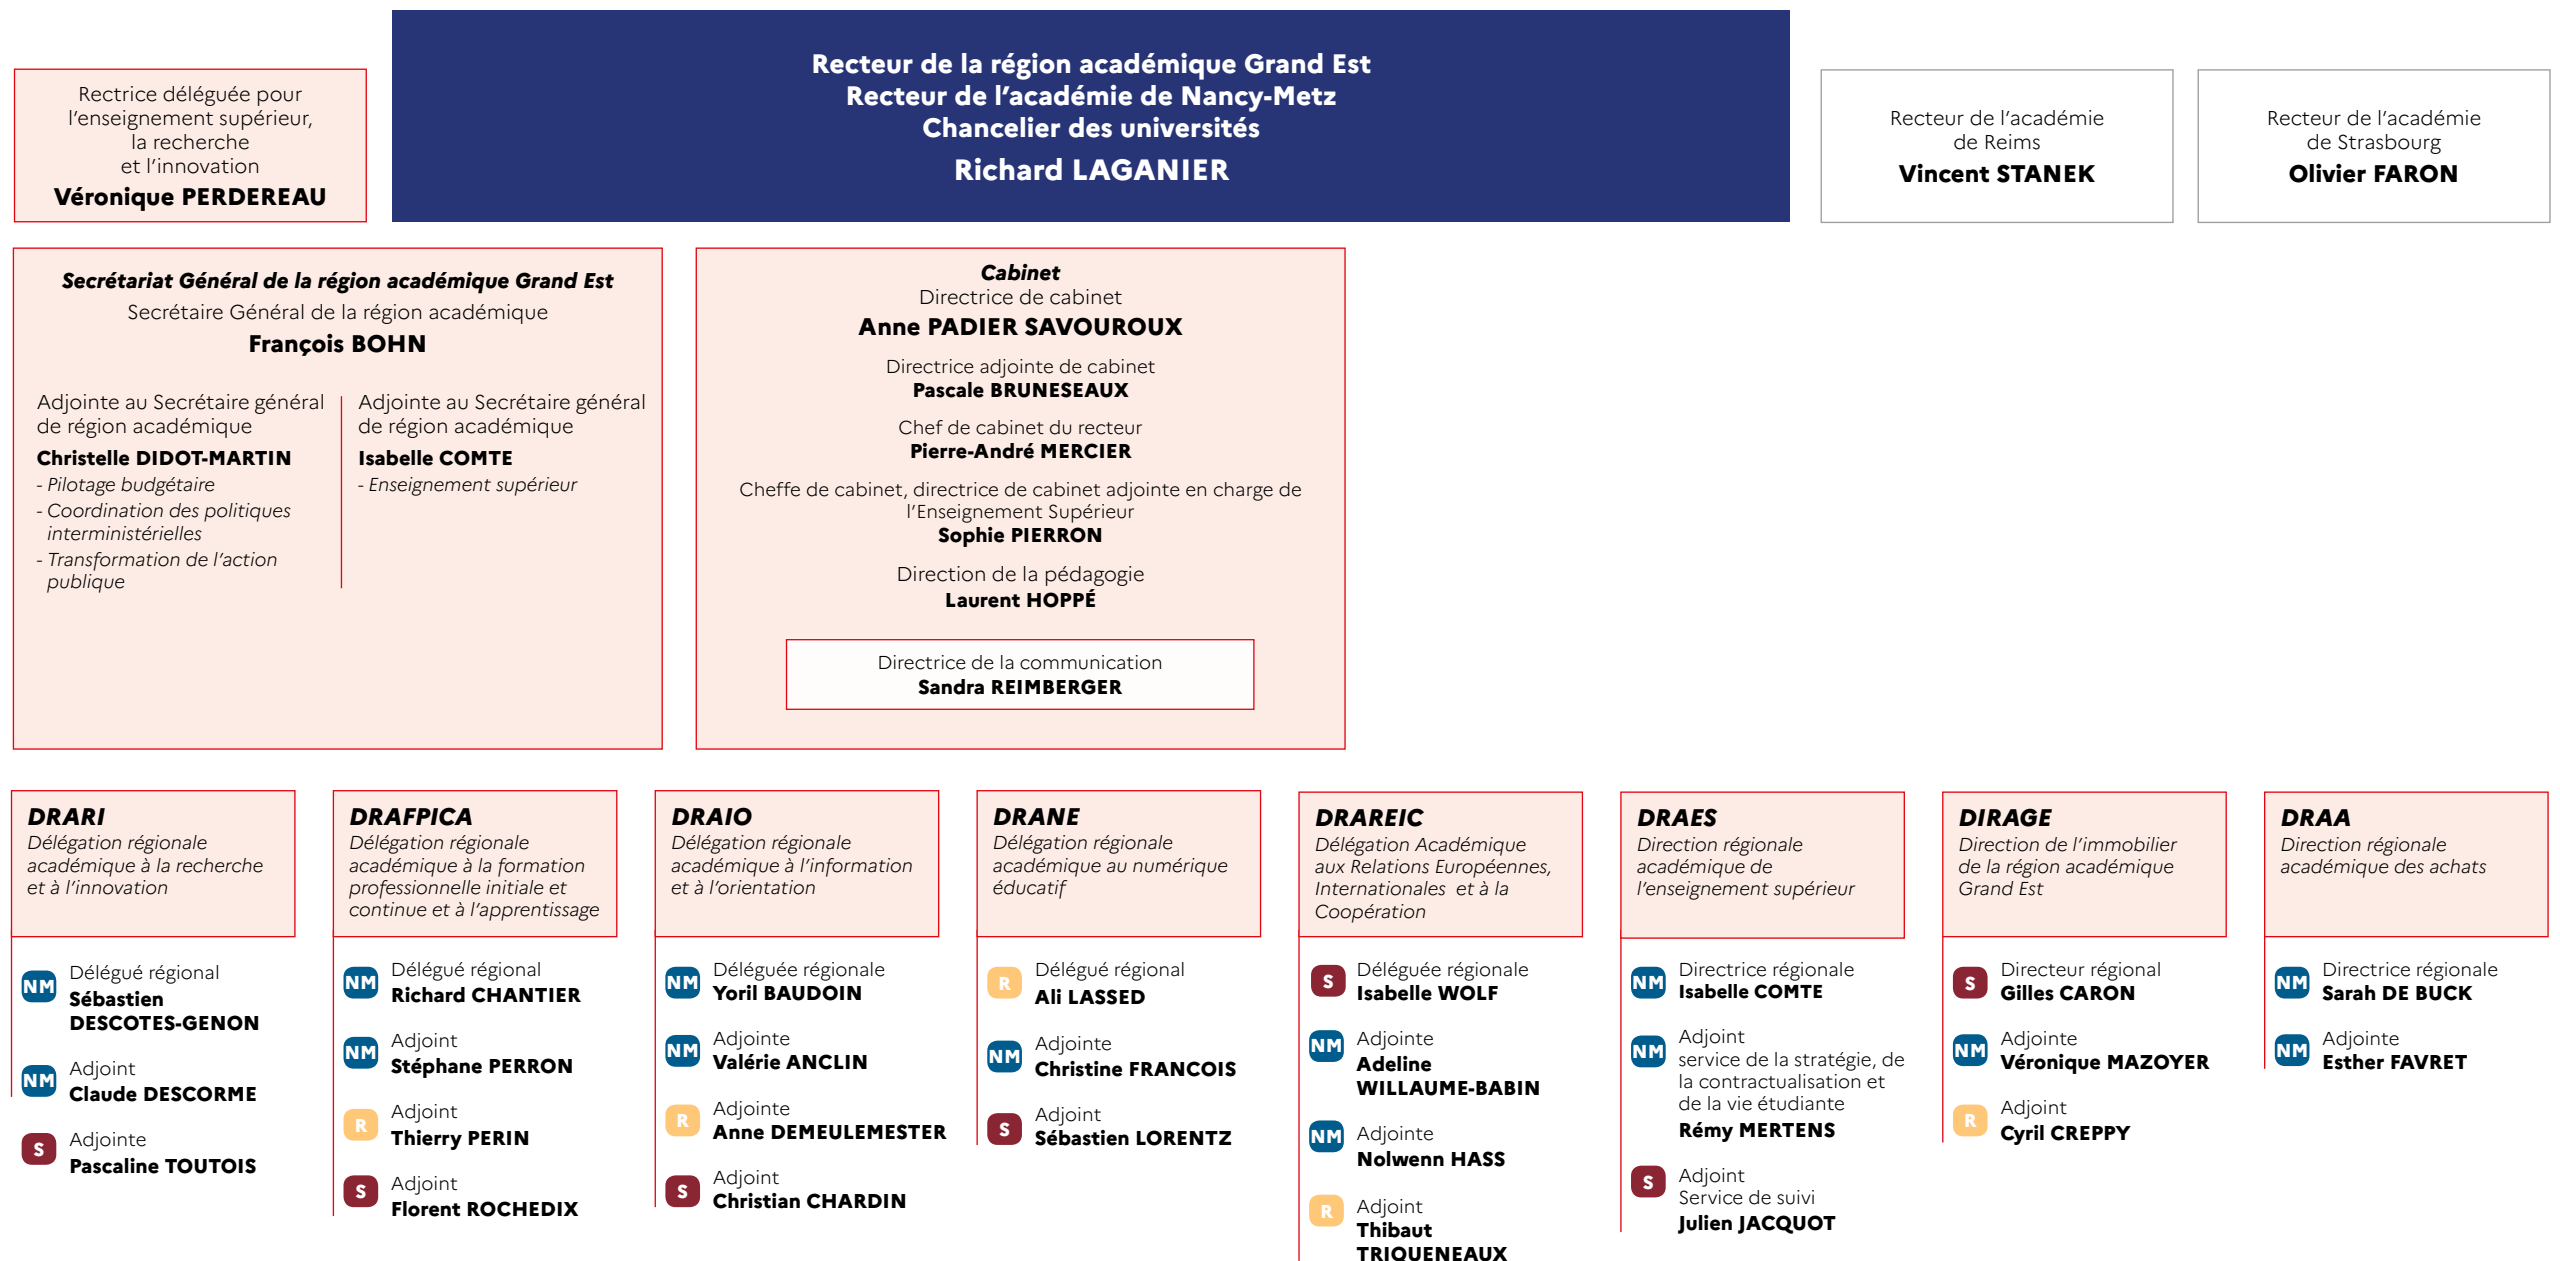 Rectrice déléguée pour
l'enseignement supérieur,
la recherche
et l'innovation
Véronique PERDEREAU
Recteur de la région académique Grand Est
Recteur de l'académie de Nancy-Metz
Chancelier des universités
Richard LAGANIER
Recteur de l'académie
de Reims
Vincent STANEK
Recteur de l'académie
de Strasbourg
Olivier FARON
Secrétariat Général de la région académique Grand Est
Secrétaire Général de la région académique
François BOHN
Adjointe au Secrétaire général
de région académique
Christelle DIDOT-MARTIN
- Pilotage budgétaire
- Coordination des politiques
interministérielles
- Transformation de l'action
publique
Adjointe au Secrétaire général
de région académique
Isabelle COMTE
- Enseignement supérieur
Cabinet
Directrice de cabinet
Anne PADIER SAVOUROUX
Directrice adjointe de cabinet
Pascale BRUNESEAUX
Chef de cabinet du recteur
Pierre-André MERCIER
Cheffe de cabinet, directrice de cabinet adjointe en charge de
l'Enseignement Supérieur
Sophie PIERRON
Direction de la pédagogie
Laurent HOPPÉ
Directrice de la communication
Sandra REIMBERGER
DRARI
Délégation régionale
académique à la recherche
et à l'innovation
NM
Délégué régional
Sébastien
DESCOTES-GENON
NM
Adjoint
Claude DESCORME
S
Adjointe
Pascaline TOUTOIS
DRAFPICA
Délégation régionale
académique à la formation
professionnelle initiale et
continue et à l'apprentissage
NM
Délégué régional
Richard CHANTIER
NM
Adjoint
Stéphane PERRON
R
Adjoint
Thierry PERIN
S
Adjoint
Florent ROCHEDIX
DRAIO
Délégation régionale
académique à l'information
et à l'orientation
NM
Déléguée régionale
Yoril BAUDOIN
NM
Adjointe
Valérie ANCLIN
R
Adjointe
Anne DEMEULEMESTER
S
Adjoint
Christian CHARDIN
DRANE
Délégation régionale
académique au numérique
éducatif
R
Délégué régional
Ali LASSED
NM
Adjointe
Christine FRANCOIS
S
Adjoint
Sébastien LORENTZ
DRAREIC
Délégation Académique
aux Relations Européennes,
Internationales et à la
Coopération
S
Déléguée régionale
Isabelle WOLF
NM
Adjointe
Adeline
WILLAUME-BABIN
NM
Adjointe
Nolwenn HASS
R
Adjoint
Thibaut
TRIQUENEAUX
DRAES
Direction régionale
académique de
l'enseignement supérieur
NM
Directrice régionale
Isabelle COMTE
NM
Adjoint
service de la stratégie, de
la contractualisation et
de la vie étudiante
Rémy MERTENS
S
Adjoint
Service de suivi
Julien JACQUOT
DIRAGE
Direction de l'immobilier
de la région académique
Grand Est
S
Directeur régional
Gilles CARON
NM
Adjointe
Véronique MAZOYER
R
Adjoint
Cyril CREPPY
DRAA
Direction régionale
académique des achats
NM
Directrice régionale
Sarah DE BUCK
NM
Adjointe
Esther FAVRET